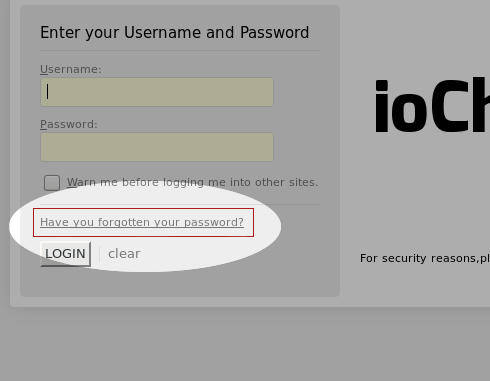 Enter your Username and Password
Username:
Password:
Warn me before logging me into other sites.
Have you forgotten your password?
LOGIN clear
ioCh
For security reasons,pl